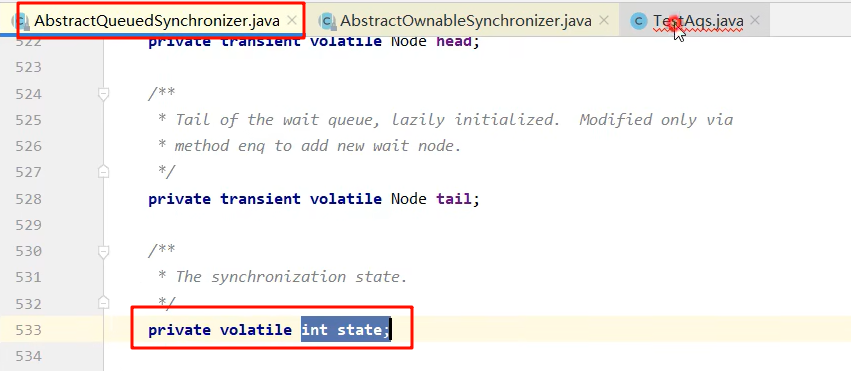 AbstractQueuedSynchronizer.java AbstractOwnableSynchronizer.java TestAqs.java
522 private transient volatile Node head;
523
524 /**
525 * Tail of the wait queue, lazily initialized.  Modified only via
526 * method enq to add new wait node.
527 */
528 private transient volatile Node tail;
529
530 /**
531 * The synchronization state.
532 */
533 private volatile int state;
534